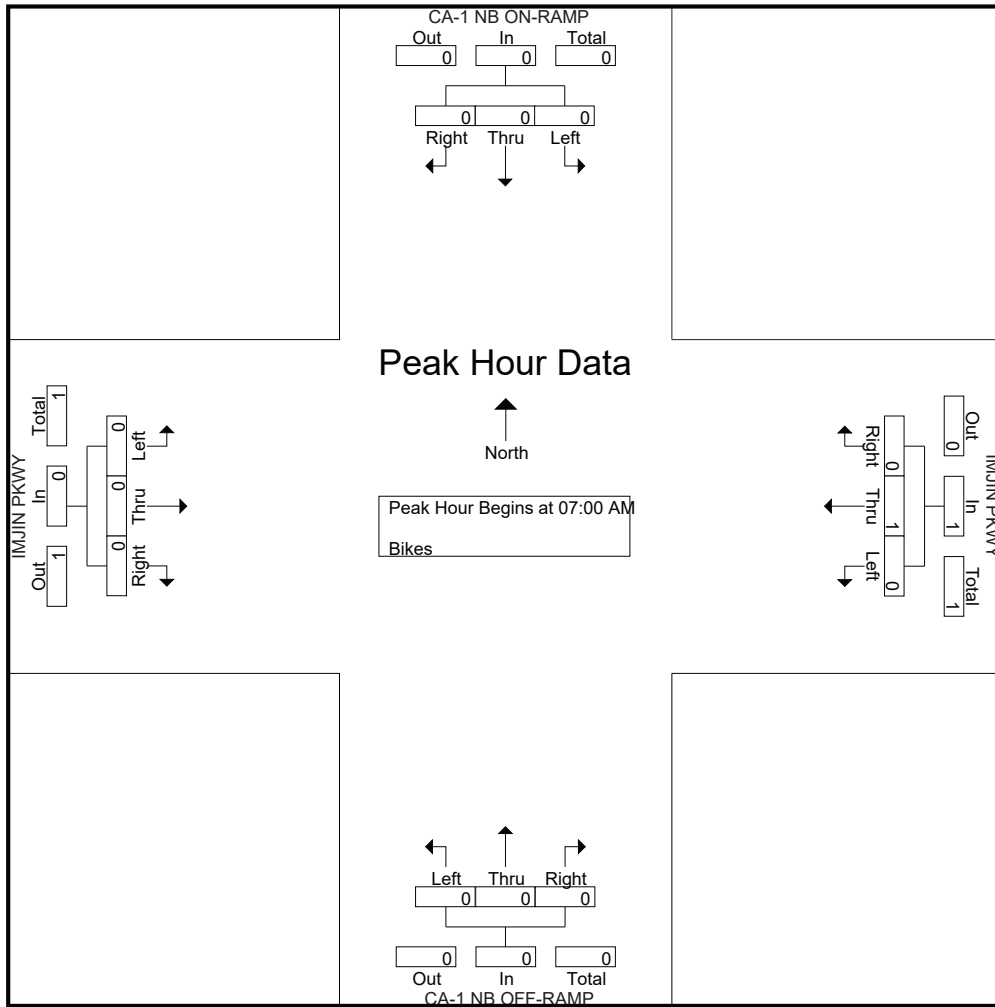 CA-1 NB ON-RAMP
Out In Total
0 0 0
0 0 0
Right Thru Left
Peak Hour Data
North
Peak Hour Begins at 07:00 AM
Bikes
IMJIN PKWY
Out In Total
1 0 1
0 0 0
Left Thru Right
IMJIN PKWY
Out In Total
0 1 1
0 1 0
Right Thru Left
Left Thru Right
0 0 0
0 0 0
Out In Total
CA-1 NB OFF-RAMP